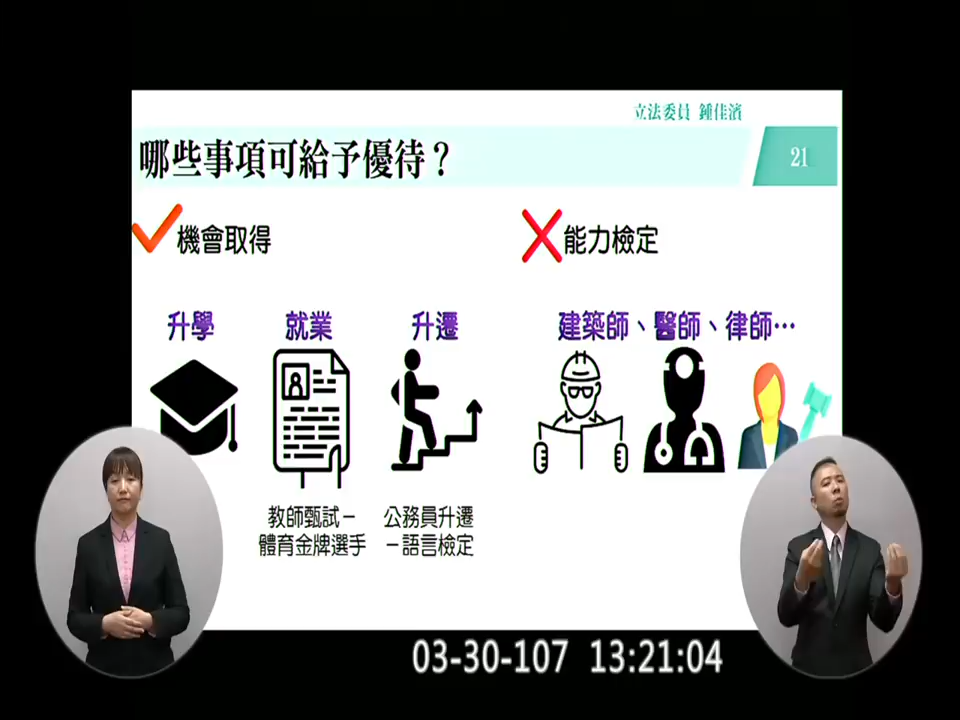 立法委員 鍾佳濱
哪些事項可給予優待？
21
機會取得
能力檢定
升學
就業
升遷
建築師、醫師、律師…
教師甄試－
體育金牌選手
公務員升遷
－語言檢定
03-30-107 13:21:04